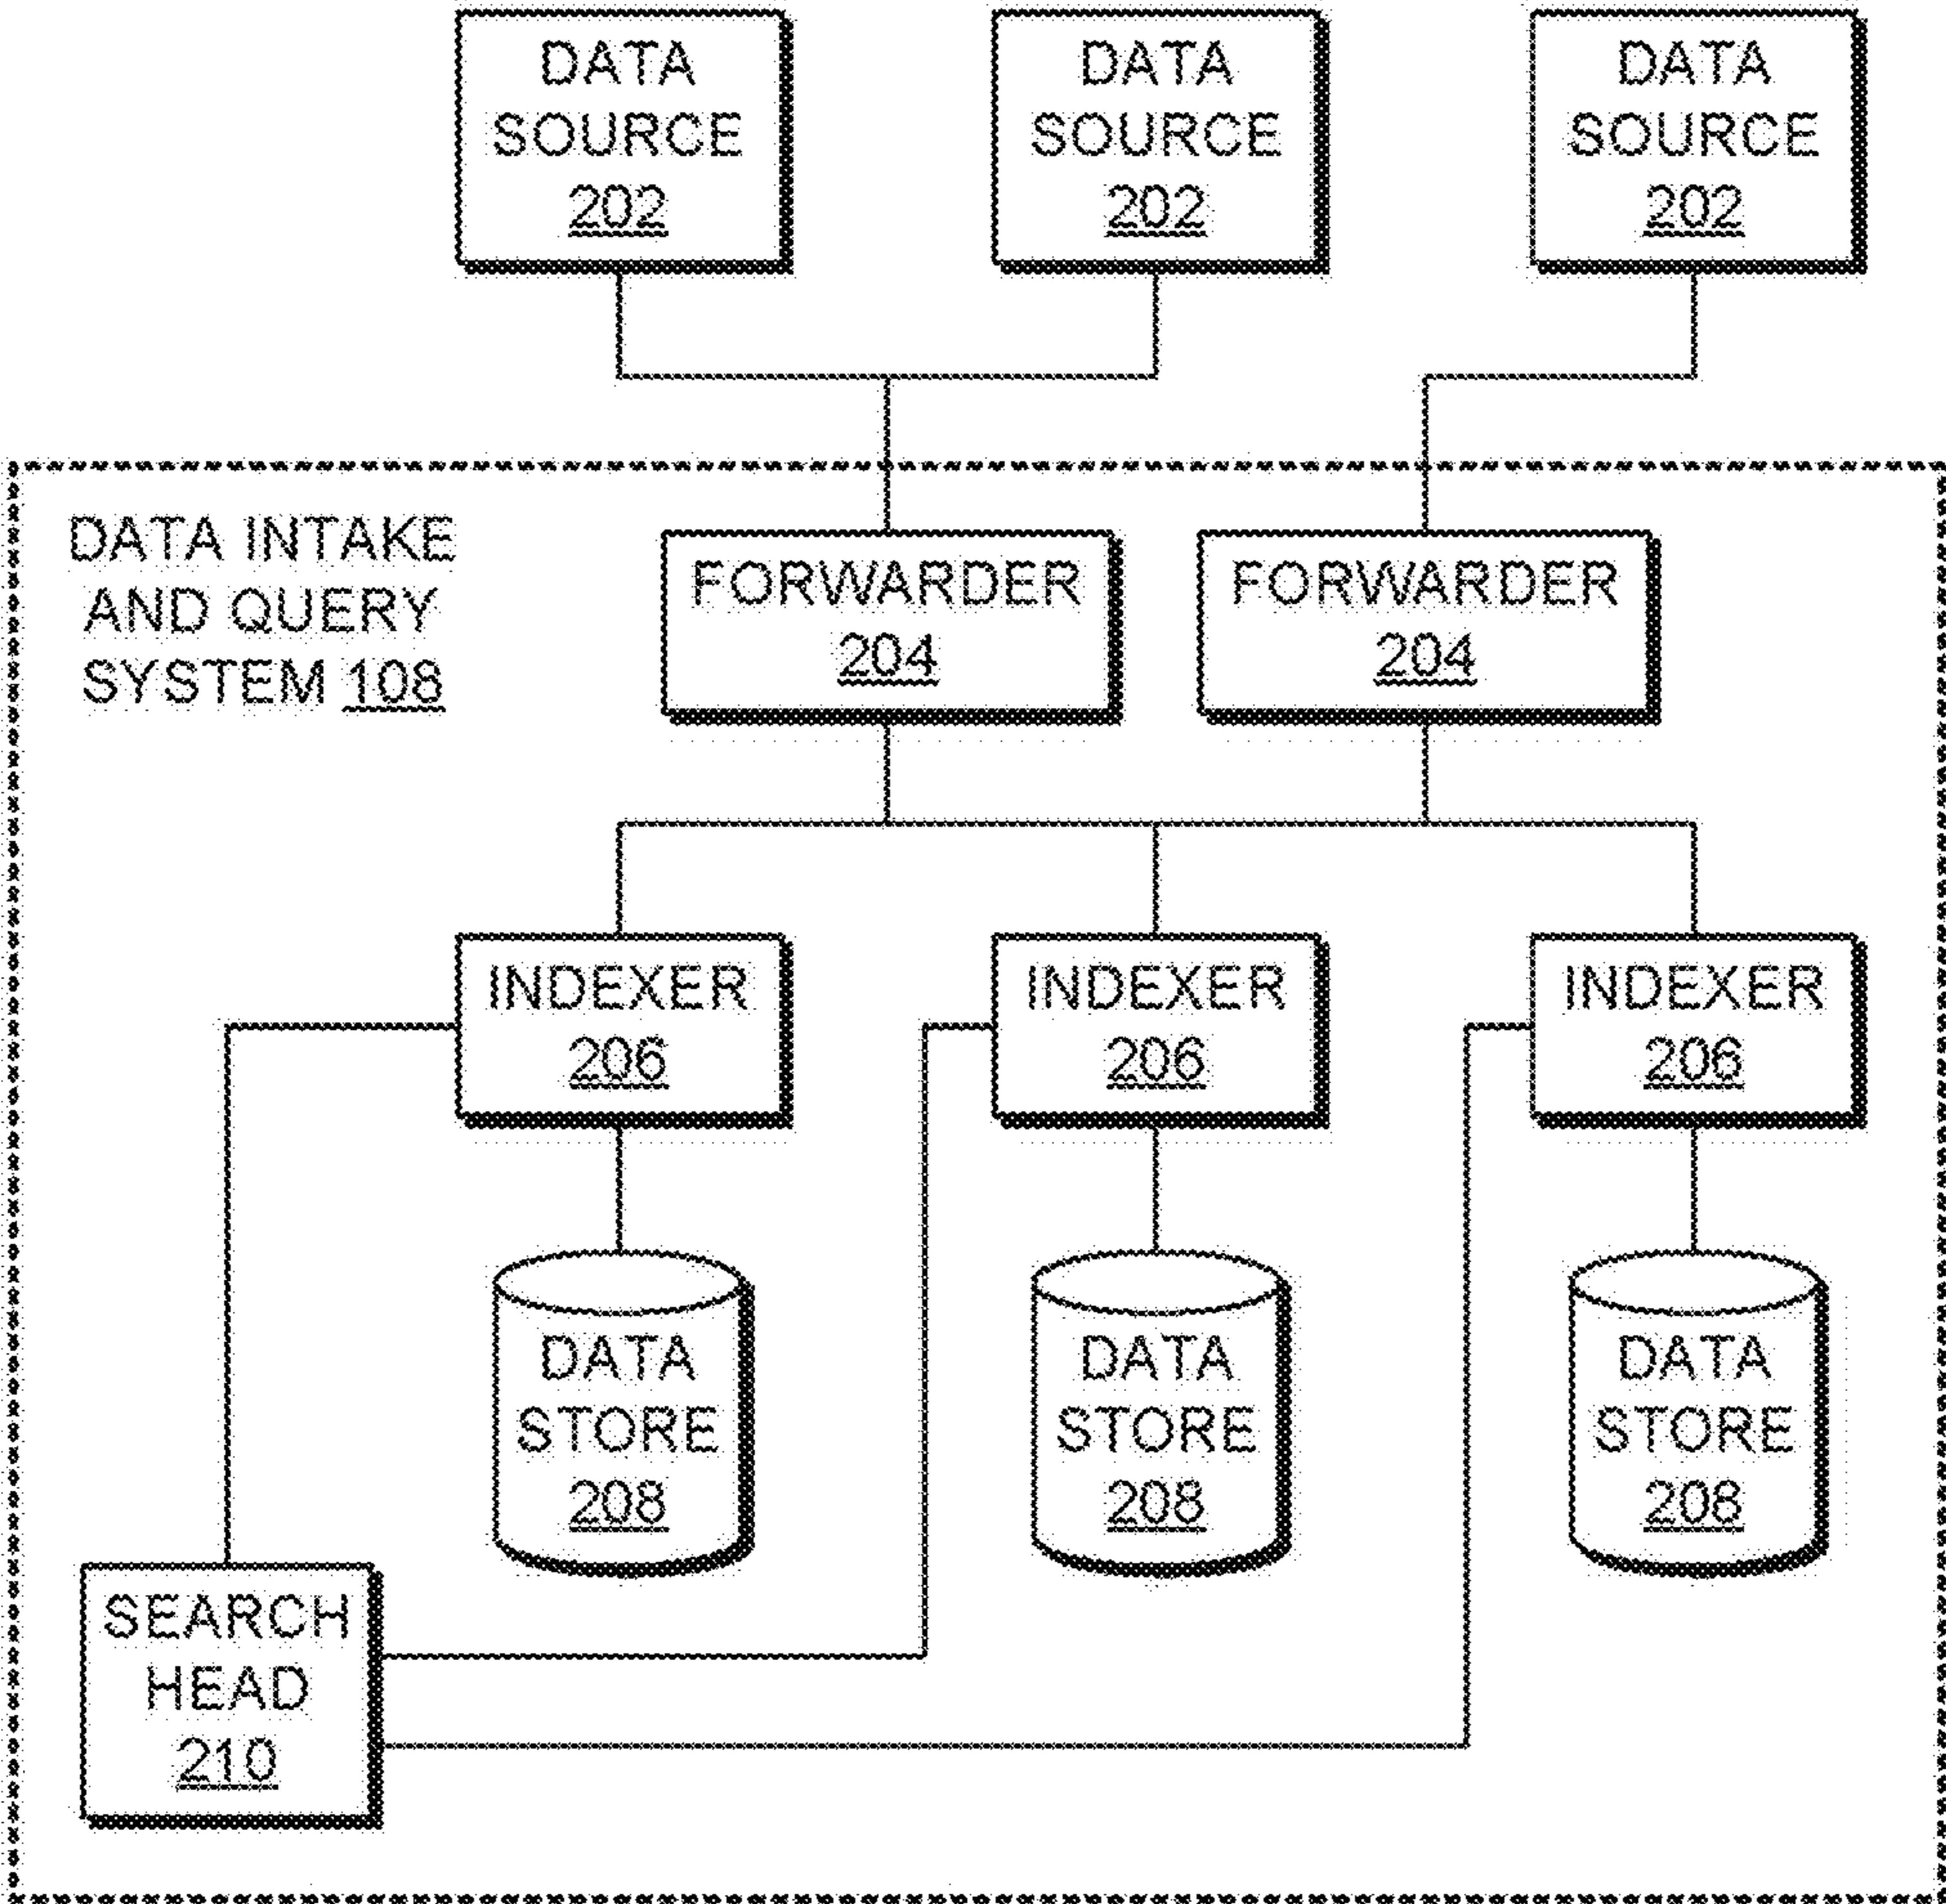 DATA
SOURCE
202
DATA
SOURCE
202
DATA
SOURCE
202
DATA INTAKE
AND QUERY
SYSTEM 108
FORWARDER
204
FORWARDER
204
INDEXER
206
INDEXER
206
INDEXER
206
DATA
STORE
208
DATA
STORE
208
DATA
STORE
208
SEARCH
HEAD
210